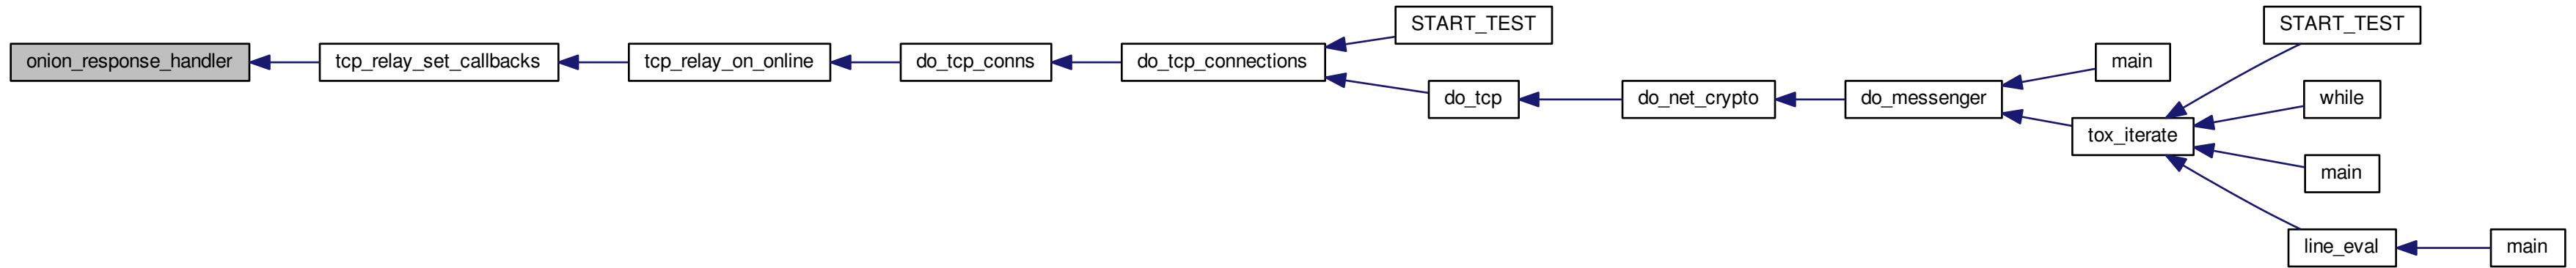 onion_response_handler
tcp_relay_set_callbacks
tcp_relay_on_online
do_tcp_conns
do_tcp_connections
START_TEST
do_tcp
do_net_crypto
do_messenger
main
tox_iterate
START_TEST
while
main
line_eval
main